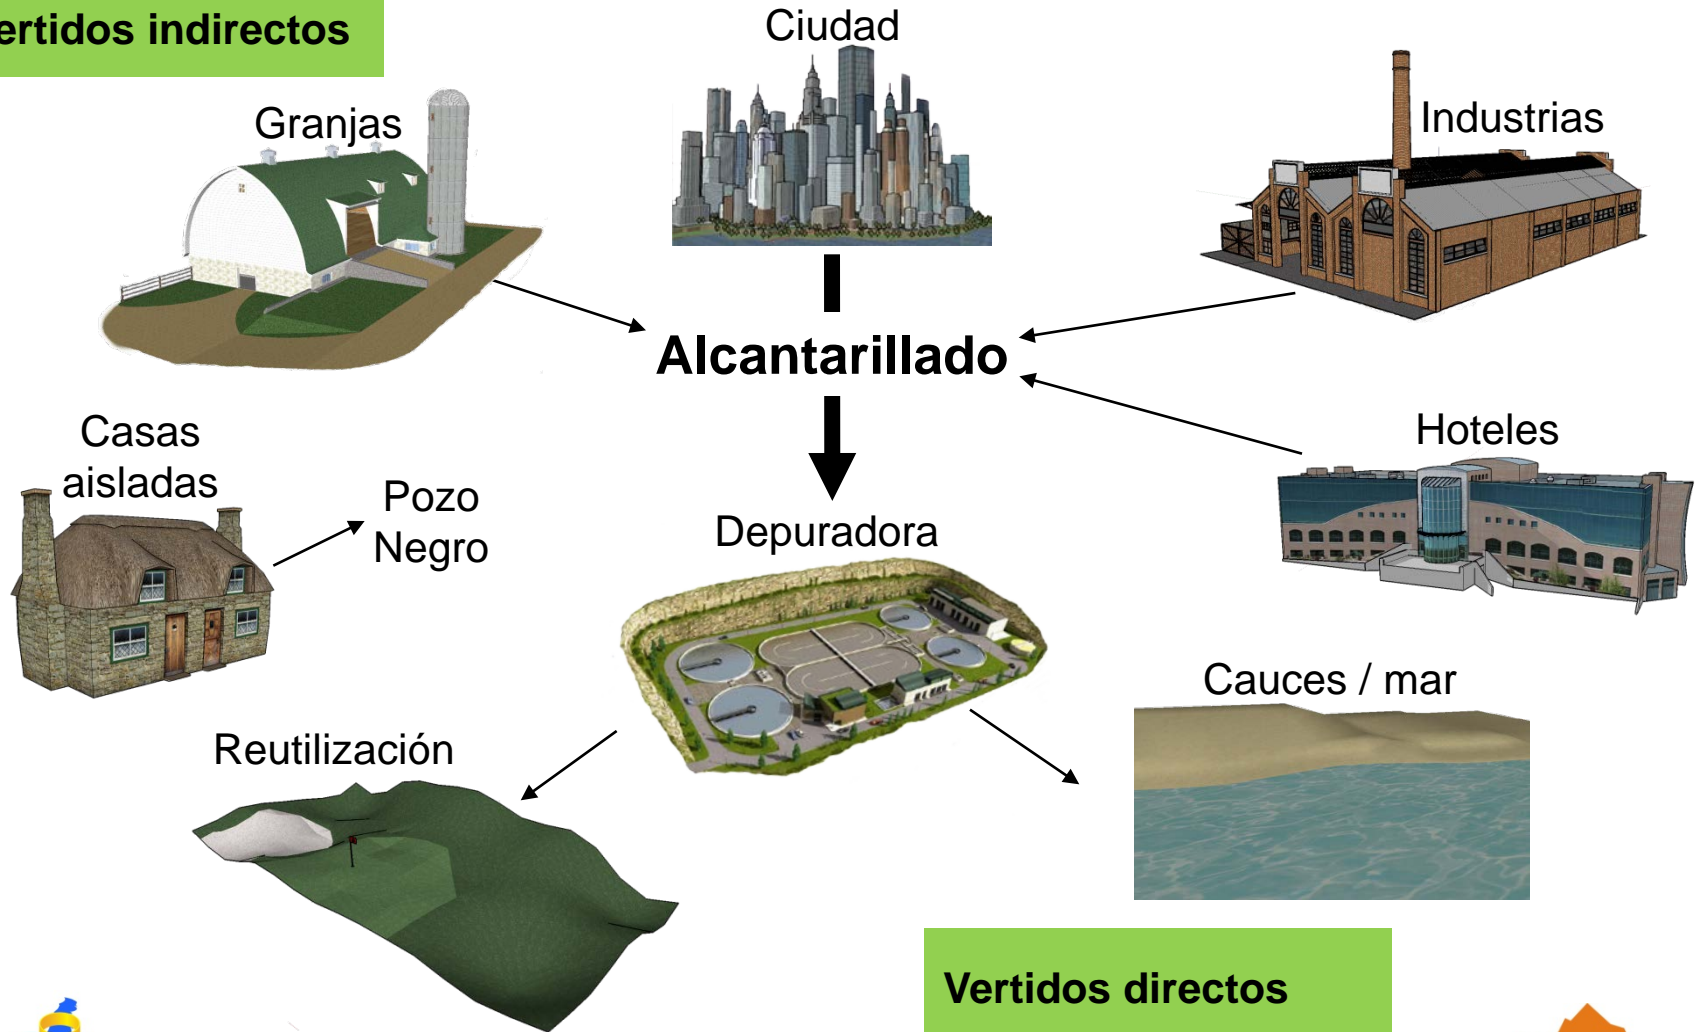 ertidos indirectos
Ciudad
Granjas
Industrias
Alcantarillado
Casas
aisladas
Hoteles
Pozo
Negro
Depuradora
Cauces / mar
Reutilización
Vertidos directos